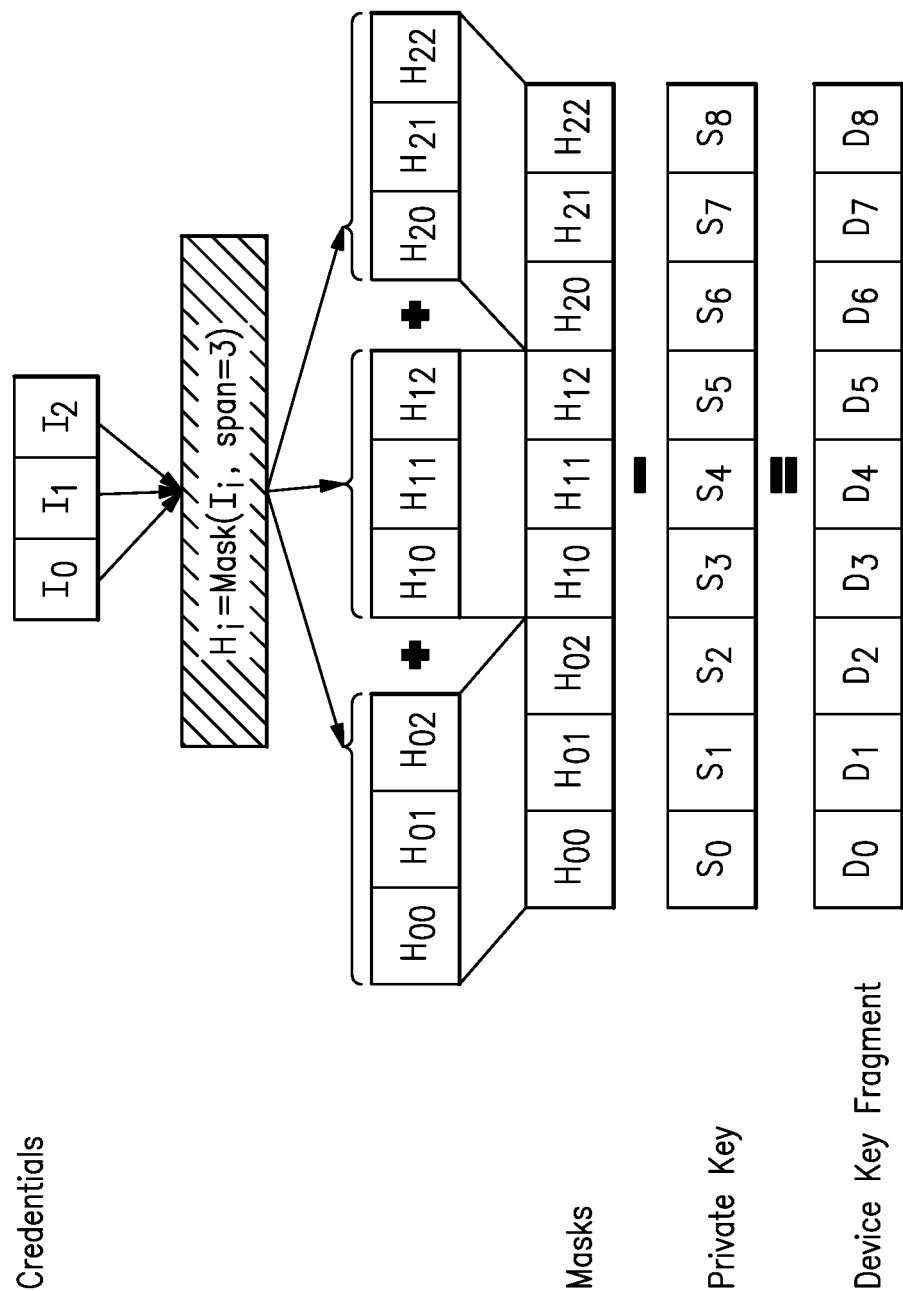 Credentials
I0 I1 I2
Hi=Mask(Ii, span=3)
H00 H01 H02 + H10 H11 H12 + H20 H21 H22
Masks
H00 H01 H02 H10 H11 H12 H20 H21 H22
-
Private Key
S0 S1 S2 S3 S4 S5 S6 S7 S8
=
Device Key Fragment
D0 D1 D2 D3 D4 D5 D6 D7 D8